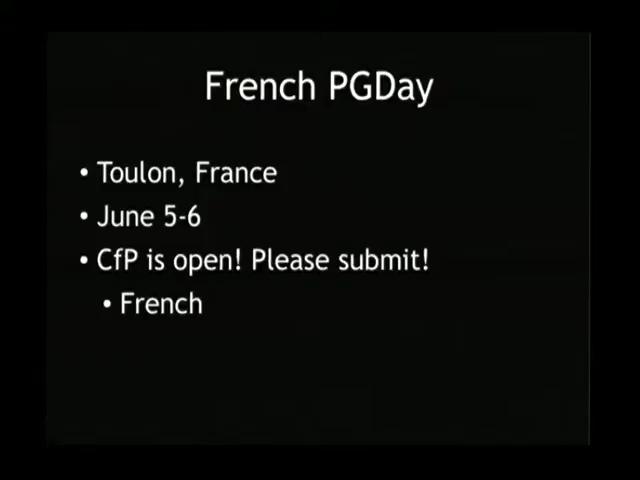 French PGDay
• Toulon, France
• June 5-6
• CfP is open! Please submit!
• French